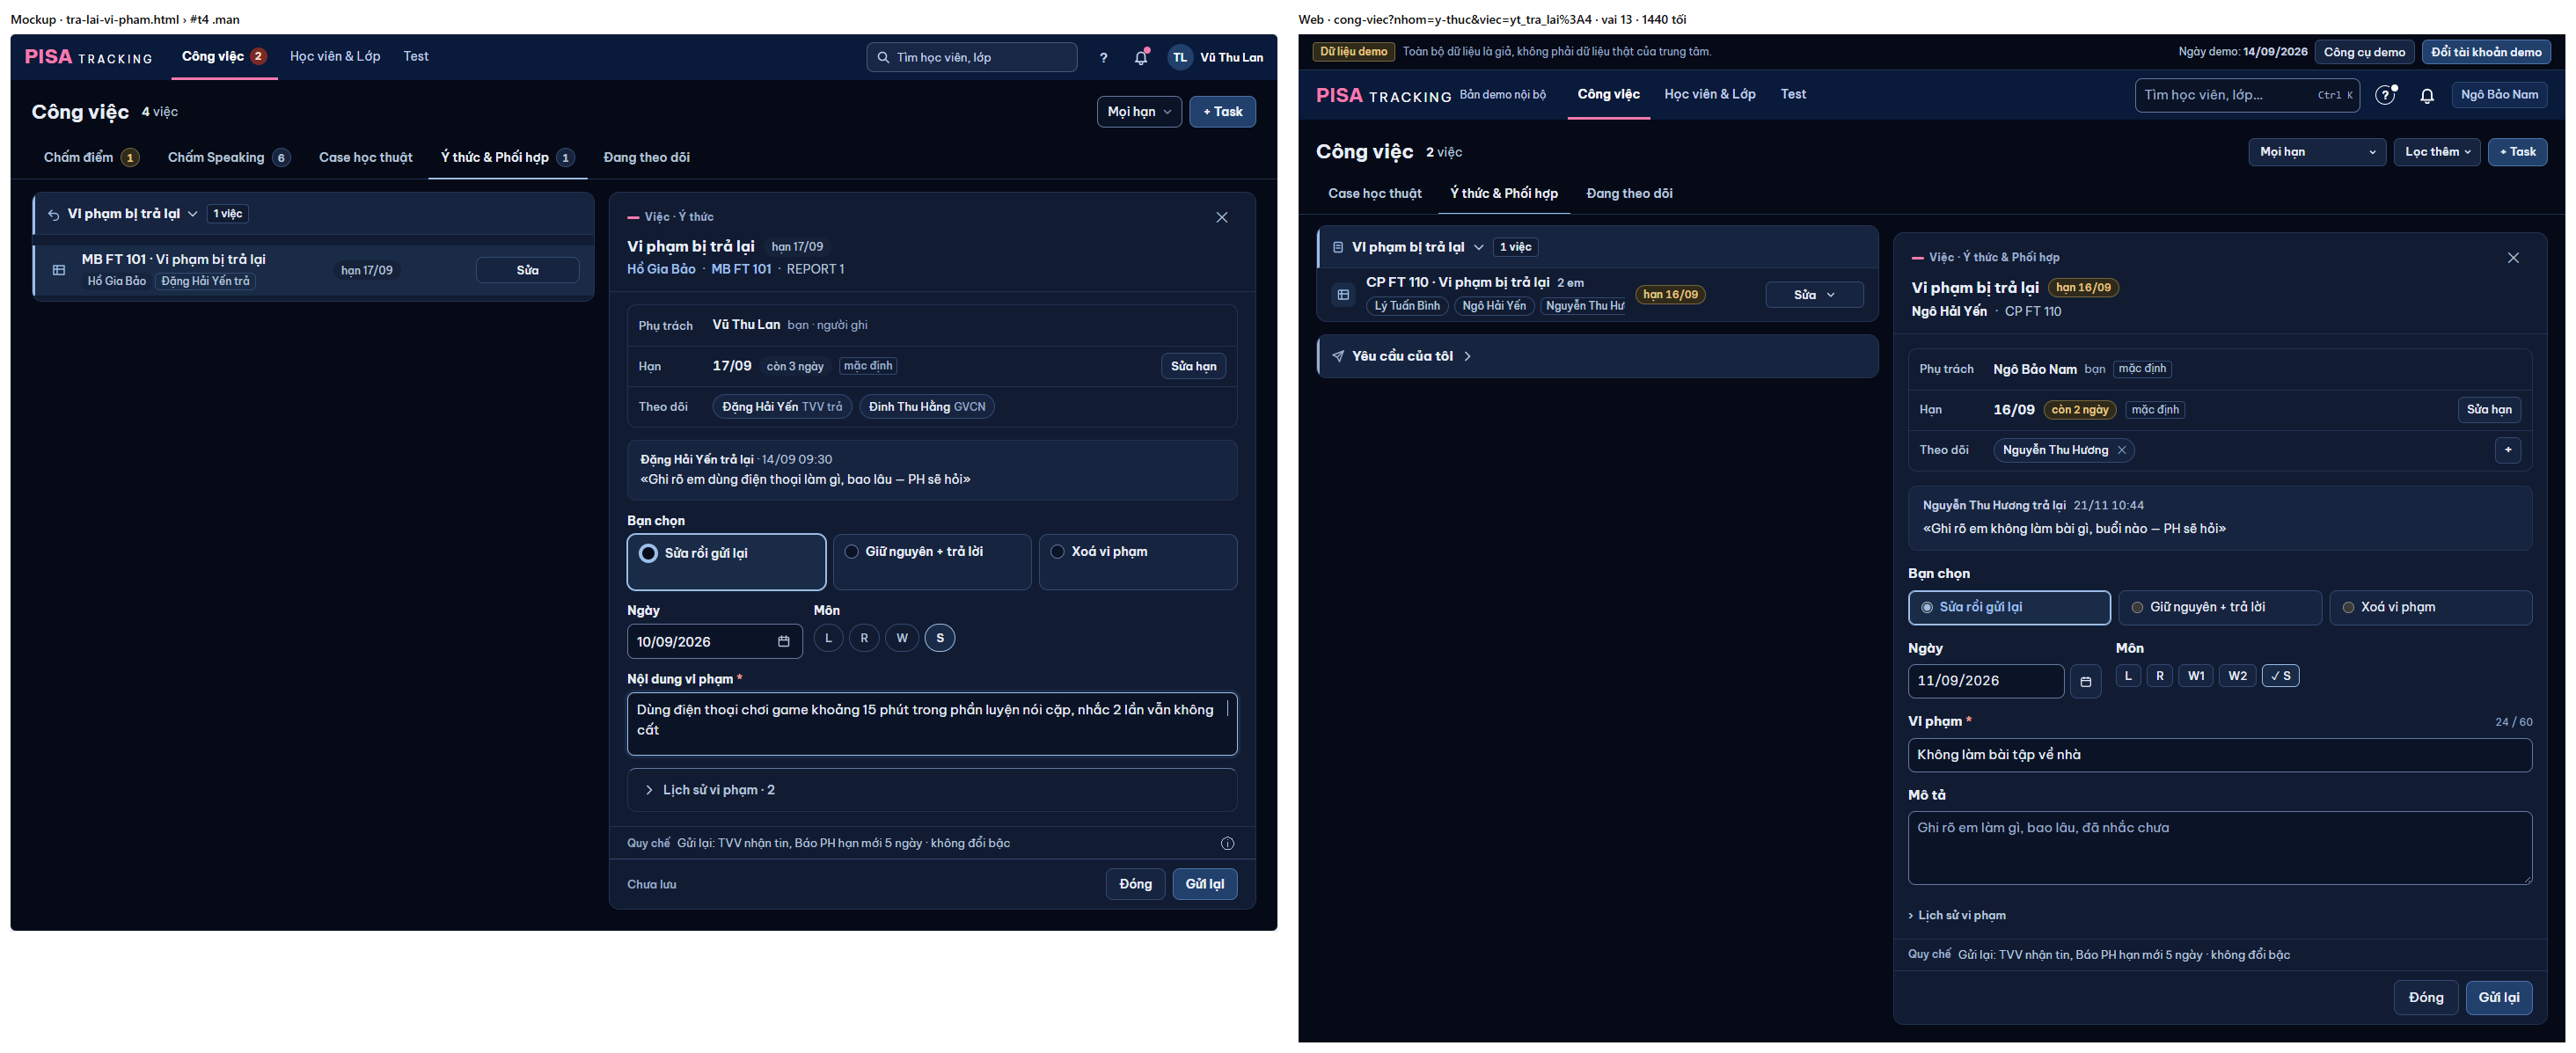 Mockup · tra-lai-vi-pham.html › #t4 .man
PISA TRACKING Công việc 2 Học viên & Lớp Test Tìm học viên, lớp ? TL Vũ Thu Lan
Công việc 4 việc Mọi hạn + Task
Chấm điểm 1 Chấm Speaking 6 Case học thuật Ý thức & Phối hợp 1 Đang theo dõi
Vi phạm bị trả lại 1 việc
MB FT 101 · Vi phạm bị trả lại
Hồ Gia Bảo Đặng Hải Yến trả
hạn 17/09
Sửa
Việc · Ý thức
Vi phạm bị trả lại hạn 17/09
Hồ Gia Bảo · MB FT 101 · REPORT 1
Phụ trách Vũ Thu Lan bạn · người ghi
Hạn 17/09 còn 3 ngày mặc định Sửa hạn
Theo dõi Đặng Hải Yến TVV trả Đinh Thu Hằng GVCN
Đặng Hải Yến trả lại · 14/09 09:30
«Ghi rõ em dùng điện thoại làm gì, bao lâu — PH sẽ hỏi»
Bạn chọn
Sửa rồi gửi lại Giữ nguyên + trả lời Xoá vi phạm
Ngày Môn
10/09/2026 L R W S
Nội dung vi phạm *
Dùng điện thoại chơi game khoảng 15 phút trong phần luyện nói cặp, nhắc 2 lần vẫn không
cất
Lịch sử vi phạm · 2
Quy chế Gửi lại: TVV nhận tin, Báo PH hạn mới 5 ngày · không đổi bậc
Chưa lưu Đóng Gửi lại
Web · cong-viec?nhom=y-thuc&viec=yt_tra_lai%3A4 · vai 13 · 1440 tối
Dữ liệu demo Toàn bộ dữ liệu là giả, không phải dữ liệu thật của trung tâm. Ngày demo: 14/09/2026 Công cụ demo Đổi tài khoản demo
PISA TRACKING Bản demo nội bộ Công việc Học viên & Lớp Test Tìm học viên, lớp... Ctrl K ? Ngô Bảo Nam
Công việc 2 việc Mọi hạn Lọc thêm + Task
Case học thuật Ý thức & Phối hợp Đang theo dõi
Vi phạm bị trả lại 1 việc
CP FT 110 · Vi phạm bị trả lại 2 em
Lý Tuấn Bình Ngô Hải Yến Nguyễn Thu Hư
hạn 16/09
Sửa
Yêu cầu của tôi
Việc · Ý thức & Phối hợp
Vi phạm bị trả lại hạn 16/09
Ngô Hải Yến · CP FT 110
Phụ trách Ngô Bảo Nam bạn mặc định
Hạn 16/09 còn 2 ngày mặc định Sửa hạn
Theo dõi Nguyễn Thu Hương +
Nguyễn Thu Hương trả lại 21/11 10:44
«Ghi rõ em không làm bài gì, buổi nào — PH sẽ hỏi»
Bạn chọn
Sửa rồi gửi lại Giữ nguyên + trả lời Xoá vi phạm
Ngày Môn
11/09/2026 L R W1 W2 ✓ S
Vi phạm * 24 / 60
Không làm bài tập về nhà
Mô tả
Ghi rõ em làm gì, bao lâu, đã nhắc chưa
› Lịch sử vi phạm
Quy chế Gửi lại: TVV nhận tin, Báo PH hạn mới 5 ngày · không đổi bậc
Đóng Gửi lại